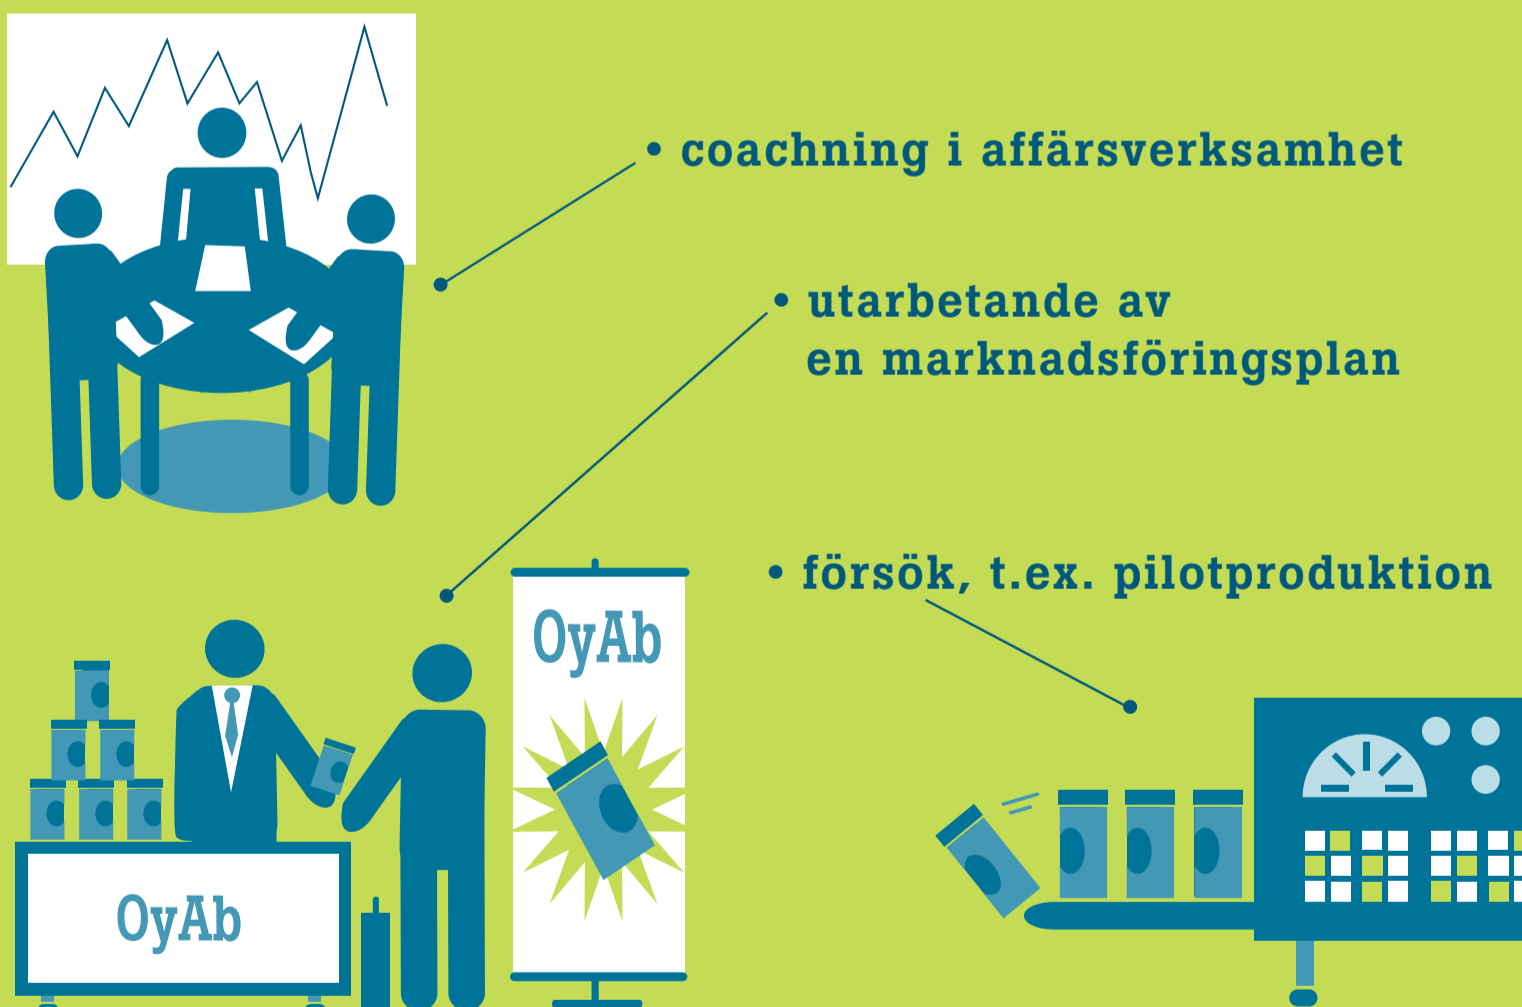 • coachning i affärsverksamhet
• utarbetande av
en marknadsföringsplan
• försök, t.ex. pilotproduktion
OyAb
OyAb